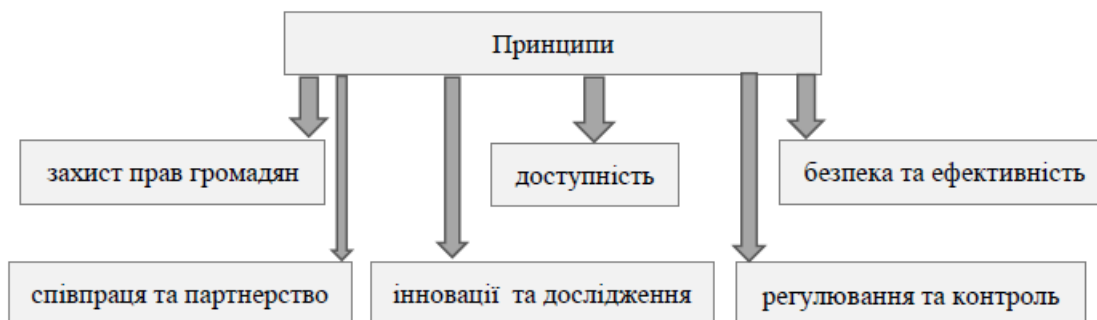 Принципи
захист прав громадян
доступність
безпека та ефективність
співпраця та партнерство
інновації та дослідження
регулювання та контроль